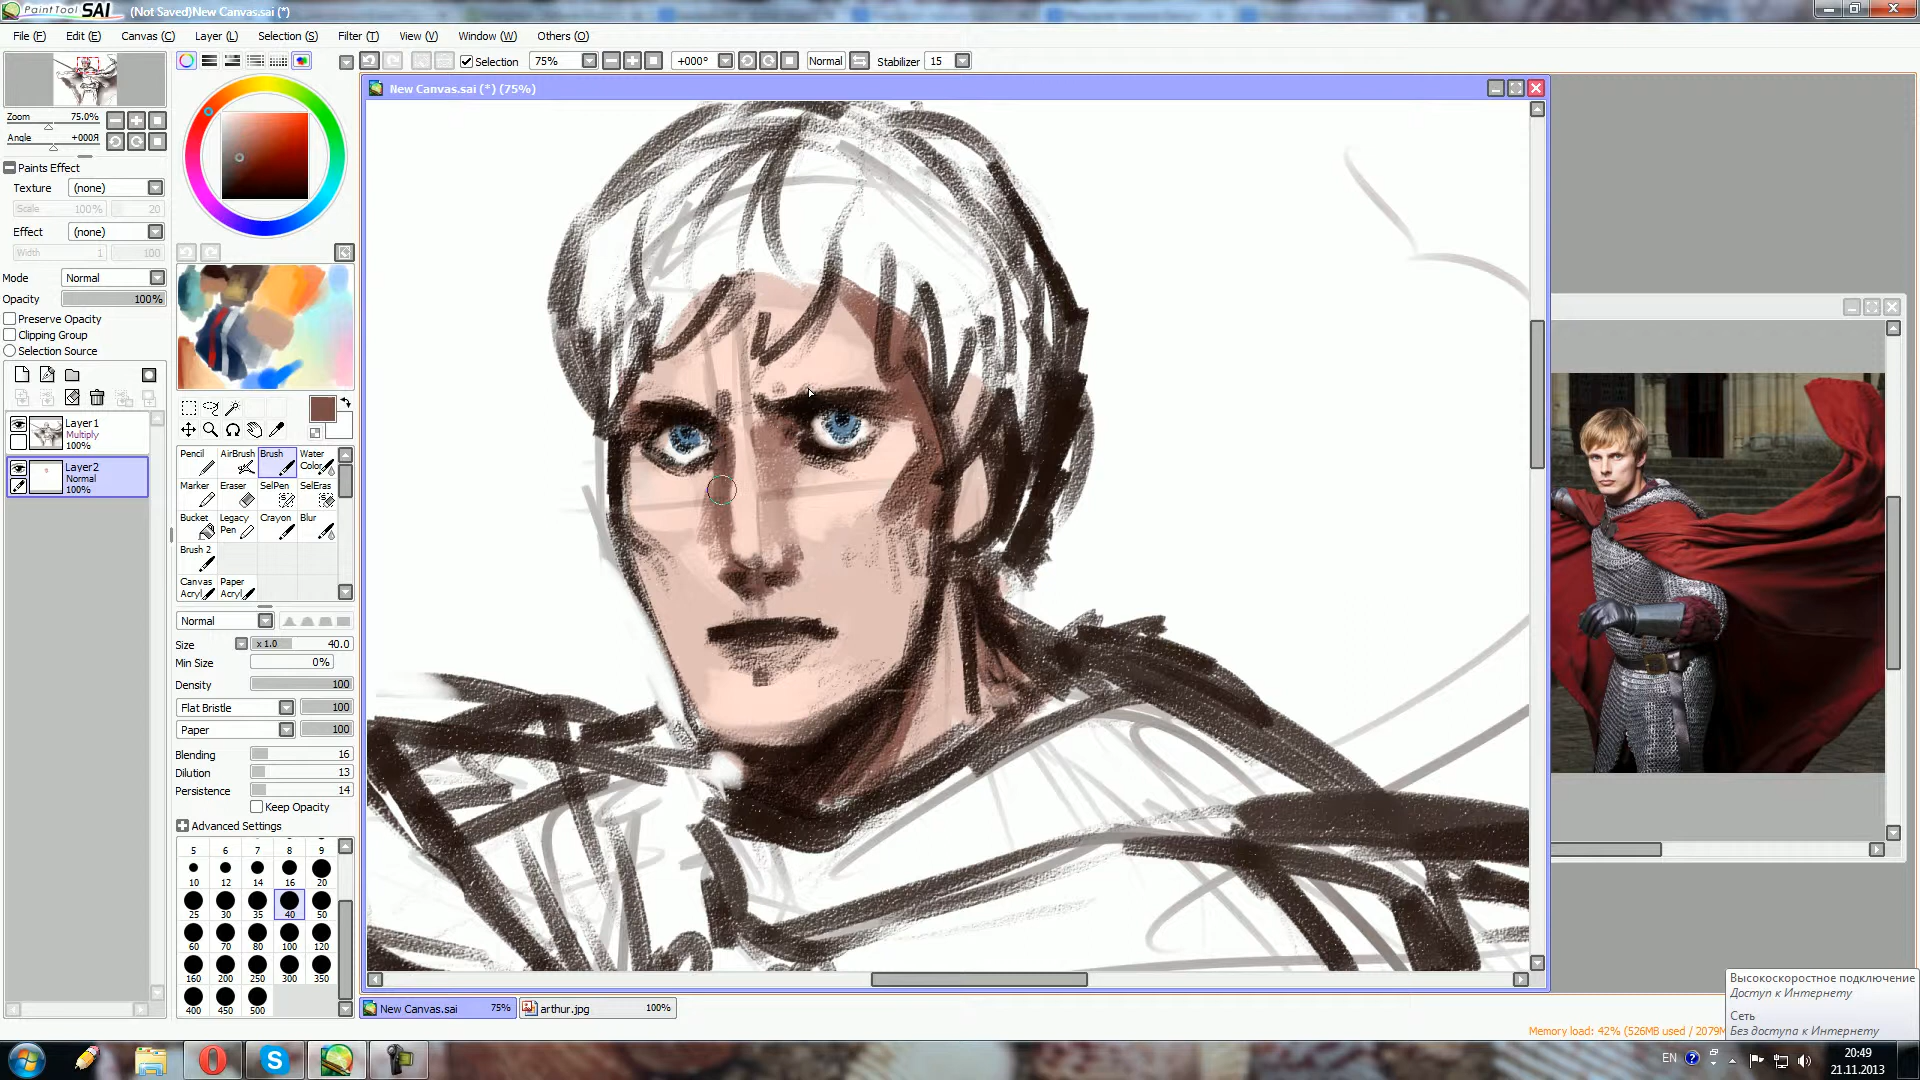 PaintTool SAI (Not Saved)New Canvas.sai (*)
File (F) Edit (E) Canvas (C) Layer (L) Selection (S) Filter (T) View (V) Window (W) Others (O)
Selection 75% +000° Normal Stabilizer 15
New Canvas.sai (*) (75%)
Zoom 75.0%
Angle +000Я
Paints Effect
Texture (none)
Scale 100% 20
Effect (none)
Width 1 100
Mode Normal
Opacity 100%
Preserve Opacity
Clipping Group
Selection Source
Layer1
Multiply
100%
Layer2
Normal
100%
Pencil AirBrush Brush Water Color
Marker Eraser SelPen SelEras
Bucket Legacy Pen Crayon Blur
Brush 2
Canvas Acryl Paper Acryl
Normal
Size x 1.0 40.0
Min Size 0%
Density 100
Flat Bristle 100
Paper 100
Blending 16
Dilution 13
Persistence 14
Keep Opacity
Advanced Settings
5 6 7 8 9
10 12 14 16 20
25 30 35 40 50
60 70 80 100 120
160 200 250 300 350
400 450 500
New Canvas.sai 75% arthur.jpg 100%
Высокоскоростное подключение
Доступ к Интернету
Сеть
Без доступа к Интернету
Memory load: 42% (526MB used / 2079M
EN
20:49
21.11.2013